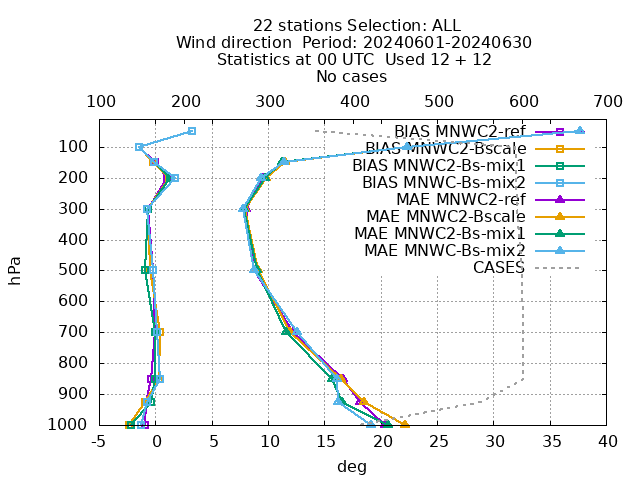 22 stations Selection: ALL
Wind direction  Period: 20240601-20240630
Statistics at 00 UTC  Used 12 + 12
No cases
100 200 300 400 500 600 700
BIAS MNWC2-ref
BIAS MNWC2-Bscale
BIAS MNWC2-Bs-mix1
BIAS MNWC-Bs-mix2
MAE MNWC2-ref
MAE MNWC2-Bscale
MAE MNWC2-Bs-mix1
MAE MNWC-Bs-mix2
CASES
hPa
100
200
300
400
500
600
700
800
900
1000
-5 0 5 10 15 20 25 30 35 40
deg